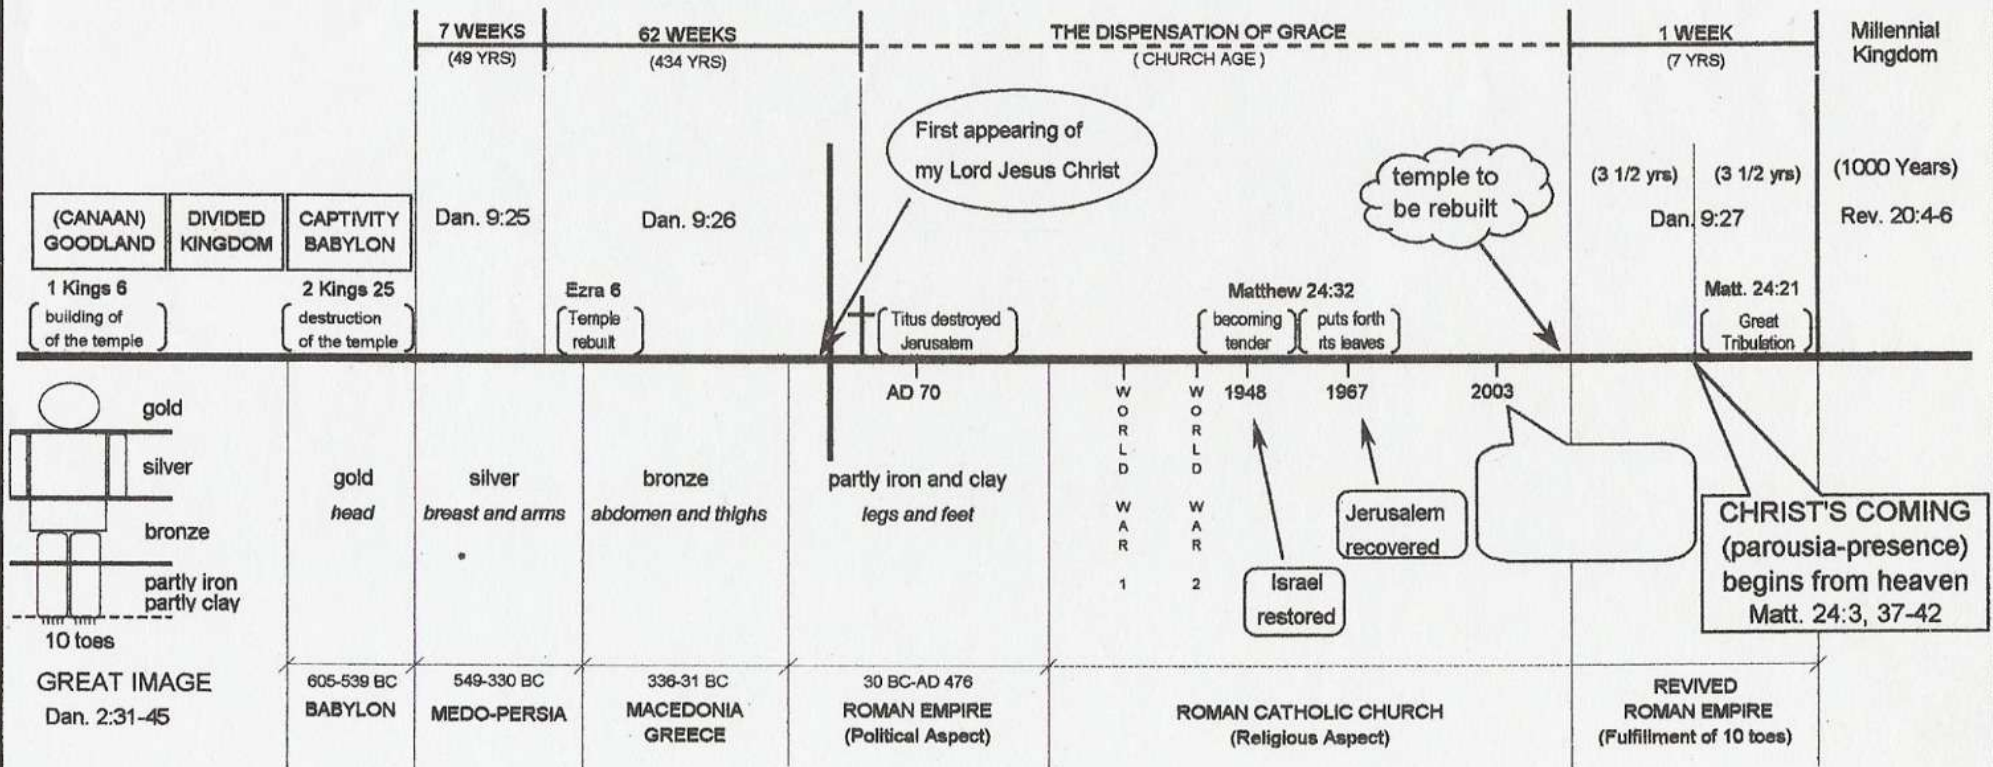 7 WEEKS
(49 YRS)
62 WEEKS
(434 YRS)
THE DISPENSATION OF GRACE
( CHURCH AGE )
1 WEEK
(7 YRS)
Millennial
Kingdom
First appearing of
my Lord Jesus Christ
temple to
be rebuilt
(3 1/2 yrs)
(3 1/2 yrs)
Dan. 9:27
(1000 Years)
Rev. 20:4-6
(CANAAN)
GOODLAND
DIVIDED
KINGDOM
CAPTIVITY
BABYLON
Dan. 9:25
Dan. 9:26
1 Kings 6
building of
of the temple
2 Kings 25
destruction
of the temple
Ezra 6
Temple
rebuilt
Titus destroyed
Jerusalem
Matthew 24:32
becoming
tender
puts forth
its leaves
Matt. 24:21
Great
Tribulation
AD 70
WORLD WAR 1
WORLD WAR 2
1948
1967
2003
gold
silver
bronze
partly iron
partly clay
10 toes
gold
head
silver
breast and arms
bronze
abdomen and thighs
partly iron and clay
legs and feet
Israel
restored
Jerusalem
recovered
CHRIST'S COMING
(parousia-presence)
begins from heaven
Matt. 24:3, 37-42
GREAT IMAGE
Dan. 2:31-45
605-539 BC
BABYLON
549-330 BC
MEDO-PERSIA
336-31 BC
MACEDONIA
GREECE
30 BC-AD 476
ROMAN EMPIRE
(Political Aspect)
ROMAN CATHOLIC CHURCH
(Religious Aspect)
REVIVED
ROMAN EMPIRE
(Fulfillment of 10 toes)